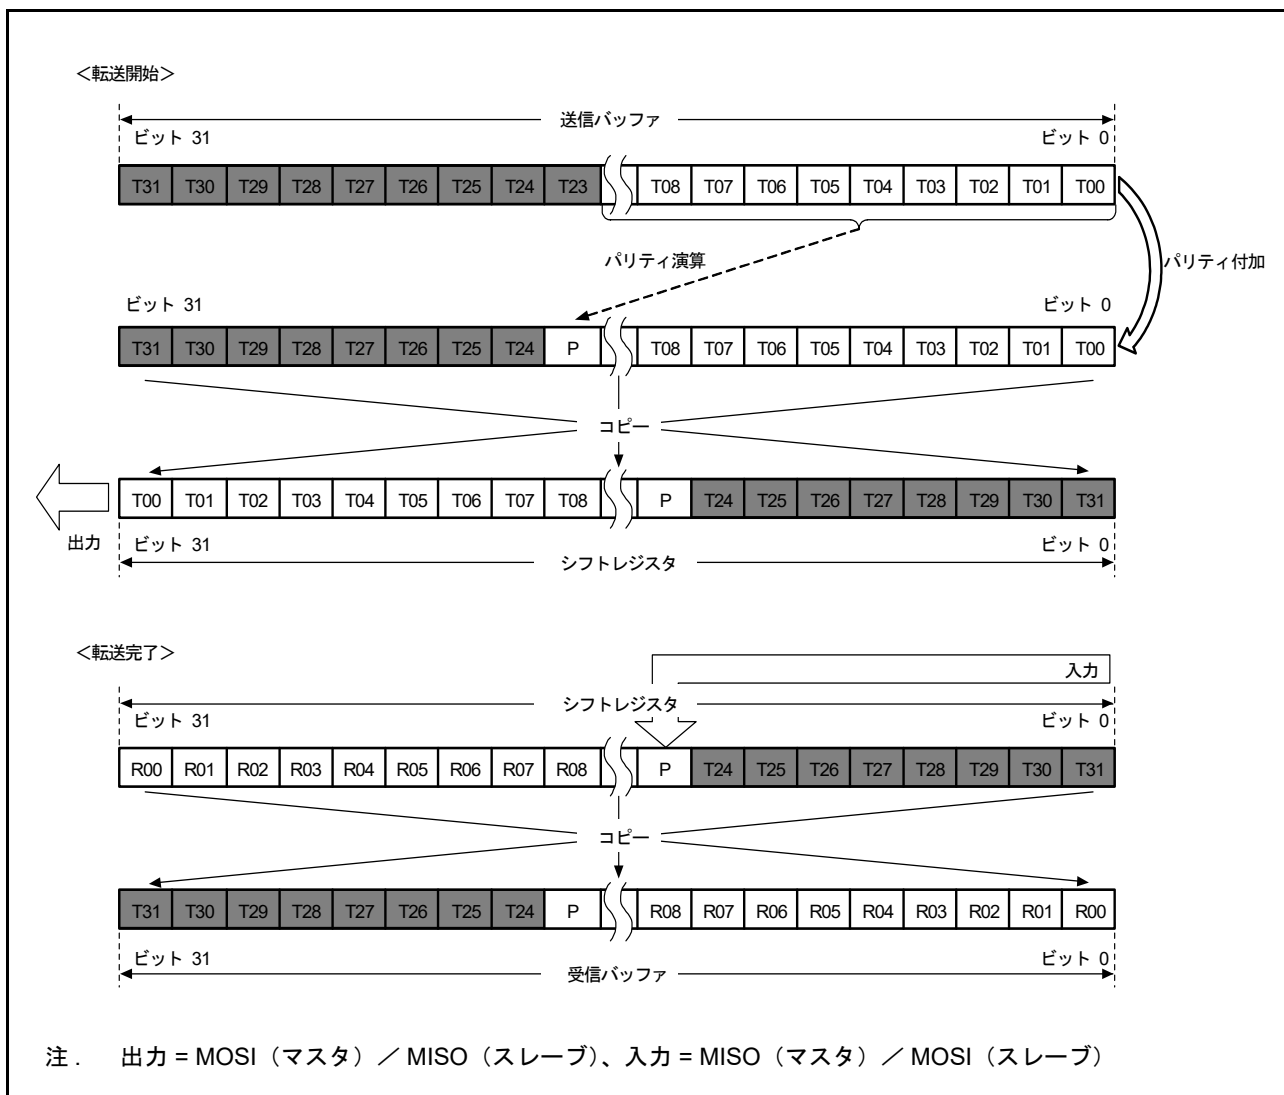 ＜転送開始＞
送信バッファ
ビット 31 ビット 0
T31 T30 T29 T28 T27 T26 T25 T24 T23 T08 T07 T06 T05 T04 T03 T02 T01 T00
パリティ演算 パリティ付加
ビット 31 ビット 0
T31 T30 T29 T28 T27 T26 T25 T24 P T08 T07 T06 T05 T04 T03 T02 T01 T00
コピー
T00 T01 T02 T03 T04 T05 T06 T07 T08 P T24 T25 T26 T27 T28 T29 T30 T31
出力 ビット 31 ビット 0
シフトレジスタ
＜転送完了＞
入力
シフトレジスタ
ビット 31 ビット 0
R00 R01 R02 R03 R04 R05 R06 R07 R08 P T24 T25 T26 T27 T28 T29 T30 T31
コピー
T31 T30 T29 T28 T27 T26 T25 T24 P R08 R07 R06 R05 R04 R03 R02 R01 R00
ビット 31 ビット 0
受信バッファ
注. 出力 = MOSI（マスタ）／ MISO（スレーブ）、入力 = MISO（マスタ）／ MOSI（スレーブ）